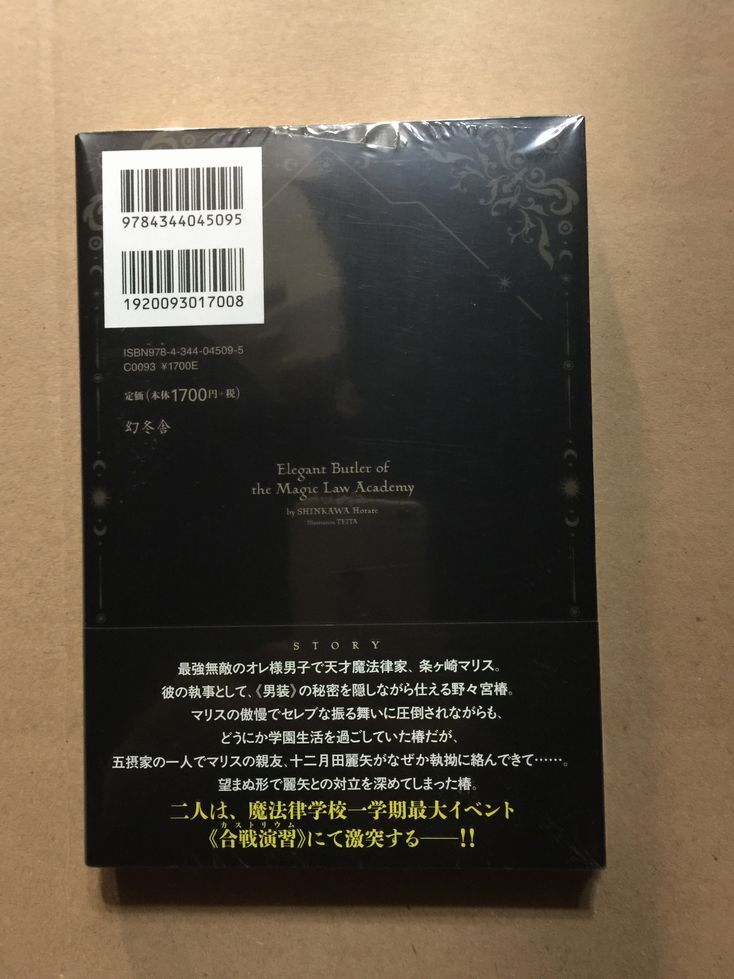 9784344045095
1920093017008
ISBN978-4-344-04509-5
C0093 ¥1700E
定価(本体1700円+税)
幻冬舎
Elegant Butler of
the Magic Law Academy
by SHINKAWA Hotate
Illustration TEITA
STORY
最強無敵のオレ様男子で天才魔法律家、条ヶ崎マリス。
彼の執事として、《男装》の秘密を隠しながら仕える野々宮椿。
マリスの傲慢でセレブな振る舞いに圧倒されながらも、
どうにか学園生活を過ごしていた椿だが、
五摂家の一人でマリスの親友、十二月田麗矢がなぜか執拗に絡んできて……。
望まぬ形で麗矢との対立を深めてしまった椿。
二人は、魔法律学校一学期最大イベント
カストリウム
《合戦演習》にて激突する――!!